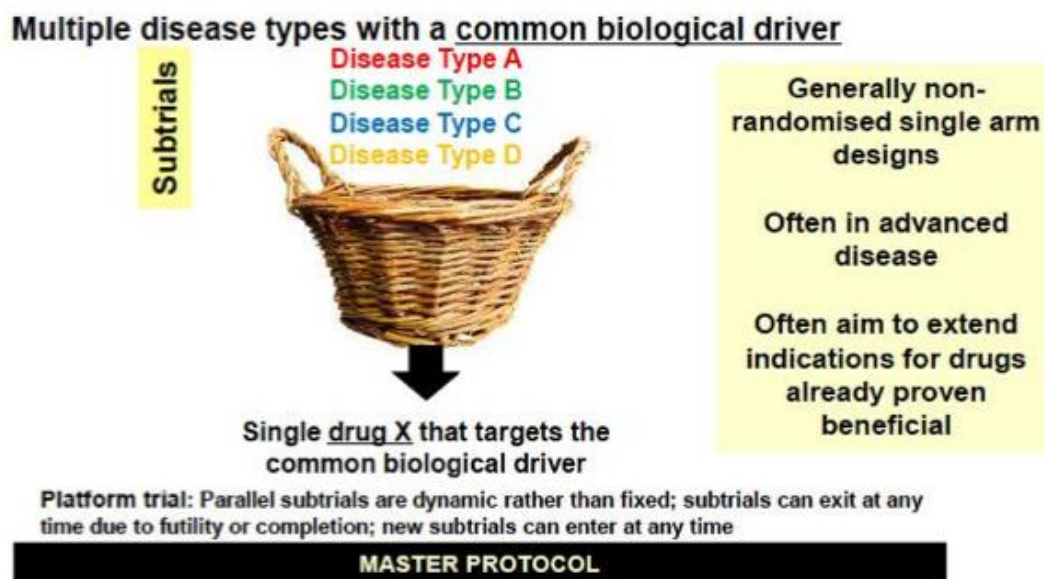 Multiple disease types with a common biological driver
Subtrials
Disease Type A
Disease Type B
Disease Type C
Disease Type D
Generally non-
randomised single arm
designs
Often in advanced
disease
Often aim to extend
indications for drugs
already proven
beneficial
Single drug X that targets the
common biological driver
Platform trial: Parallel subtrials are dynamic rather than fixed; subtrials can exit at any
time due to futility or completion; new subtrials can enter at any time
MASTER PROTOCOL